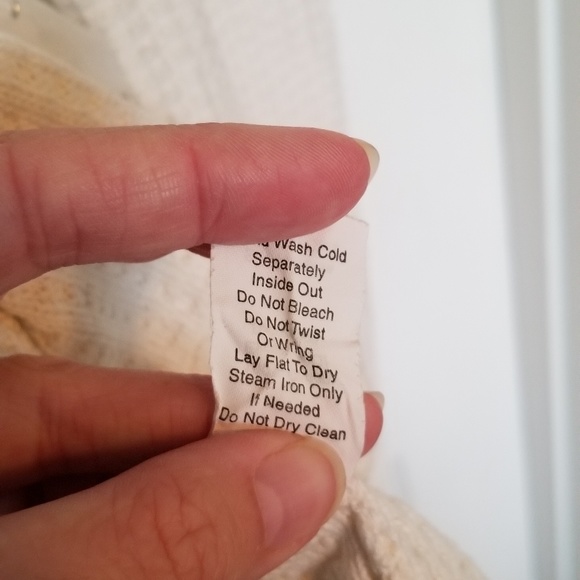 Wash Cold
Separately
Inside Out
Do Not Bleach
Do Not Twist
Or Wring
Lay Flat To Dry
Steam Iron Only
If Needed
Do Not Dry Clean